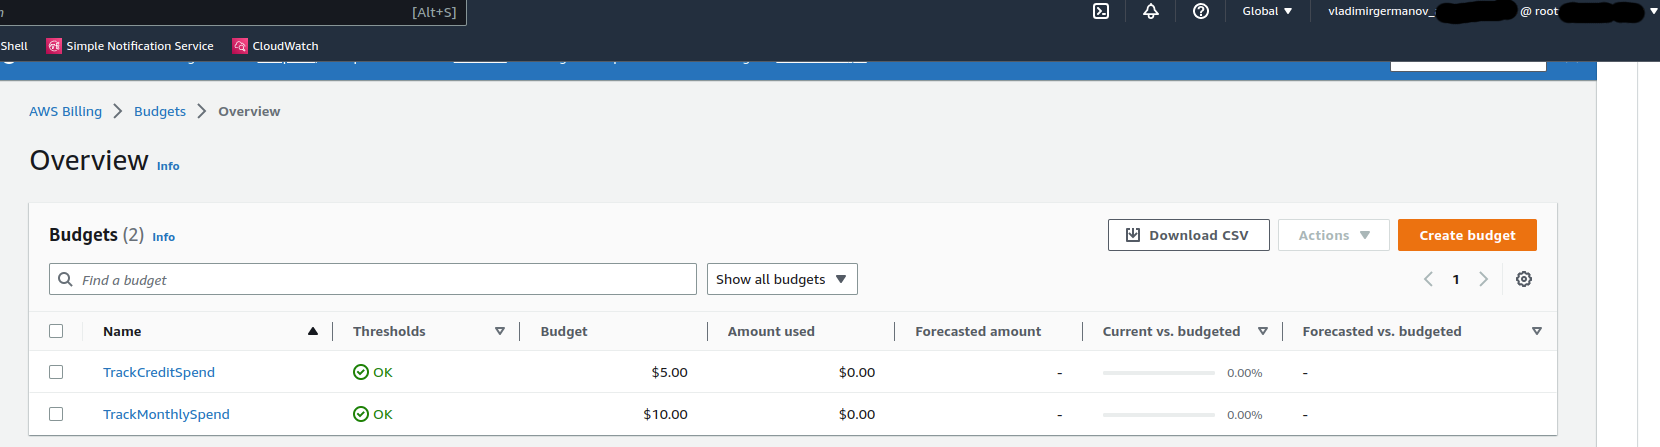 [Alt+S]
Global
vladimirgermanov_
@ root
Shell
Simple Notification Service
CloudWatch
AWS Billing > Budgets > Overview
Overview Info
Budgets (2) Info
Download CSV
Actions
Create budget
Find a budget
Show all budgets
1
Name Thresholds Budget Amount used Forecasted amount Current vs. budgeted Forecasted vs. budgeted
TrackCreditSpend OK $5.00 $0.00 - 0.00% -
TrackMonthlySpend OK $10.00 $0.00 - 0.00% -